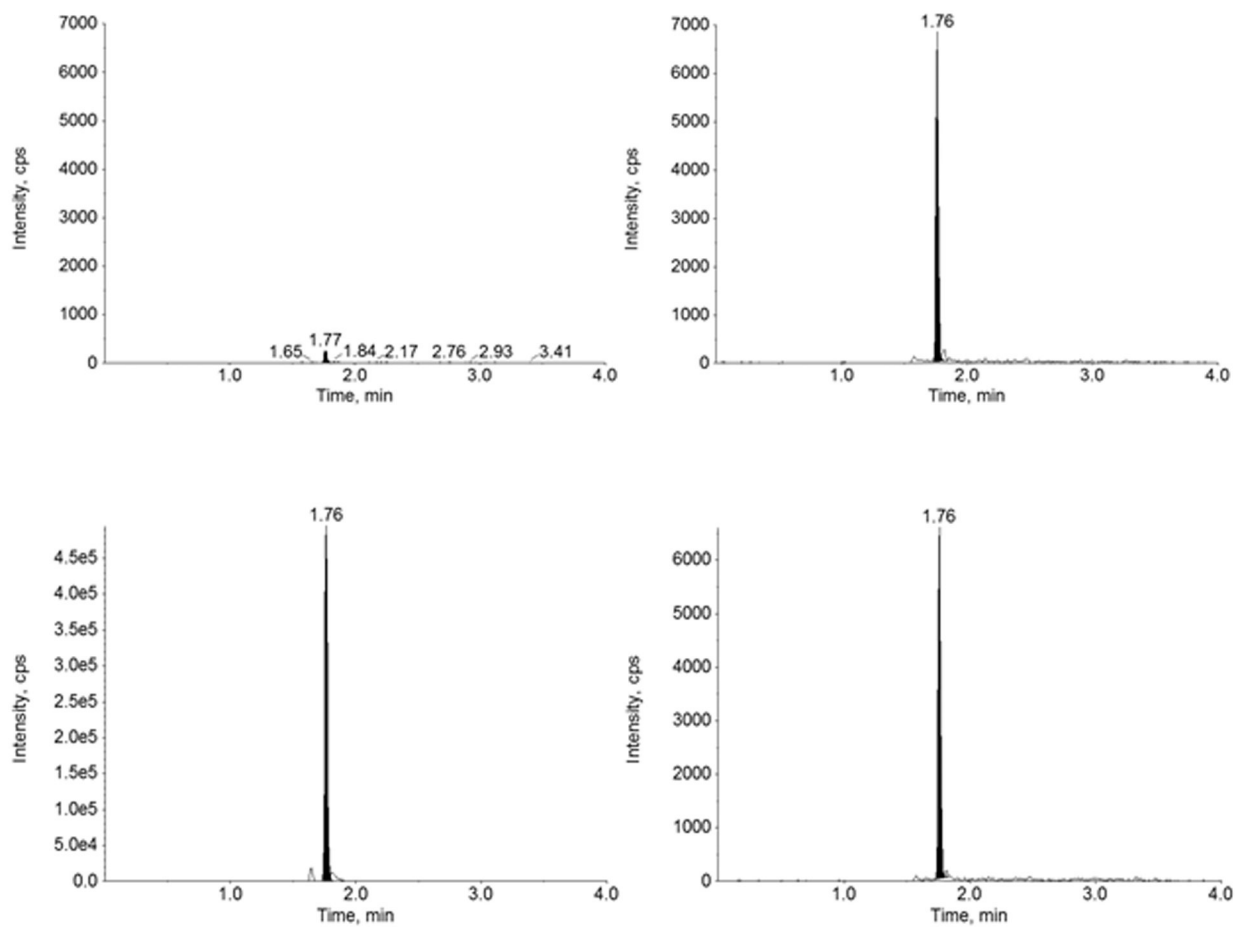 7000
6000
5000
4000
3000
2000
1000
0
Intensity, cps
1.65
1.77
1.84
2.17
2.76
2.93
3.41
1.0
2.0
3.0
4.0
Time, min
7000
6000
5000
4000
3000
2000
1000
0
Intensity, cps
1.76
1.0
2.0
3.0
4.0
Time, min
4.5e5
4.0e5
3.5e5
3.0e5
2.5e5
2.0e5
1.5e5
1.0e5
5.0e4
0.0
Intensity, cps
1.76
1.0
2.0
3.0
4.0
Time, min
6000
5000
4000
3000
2000
1000
0
Intensity, cps
1.76
1.0
2.0
3.0
4.0
Time, min